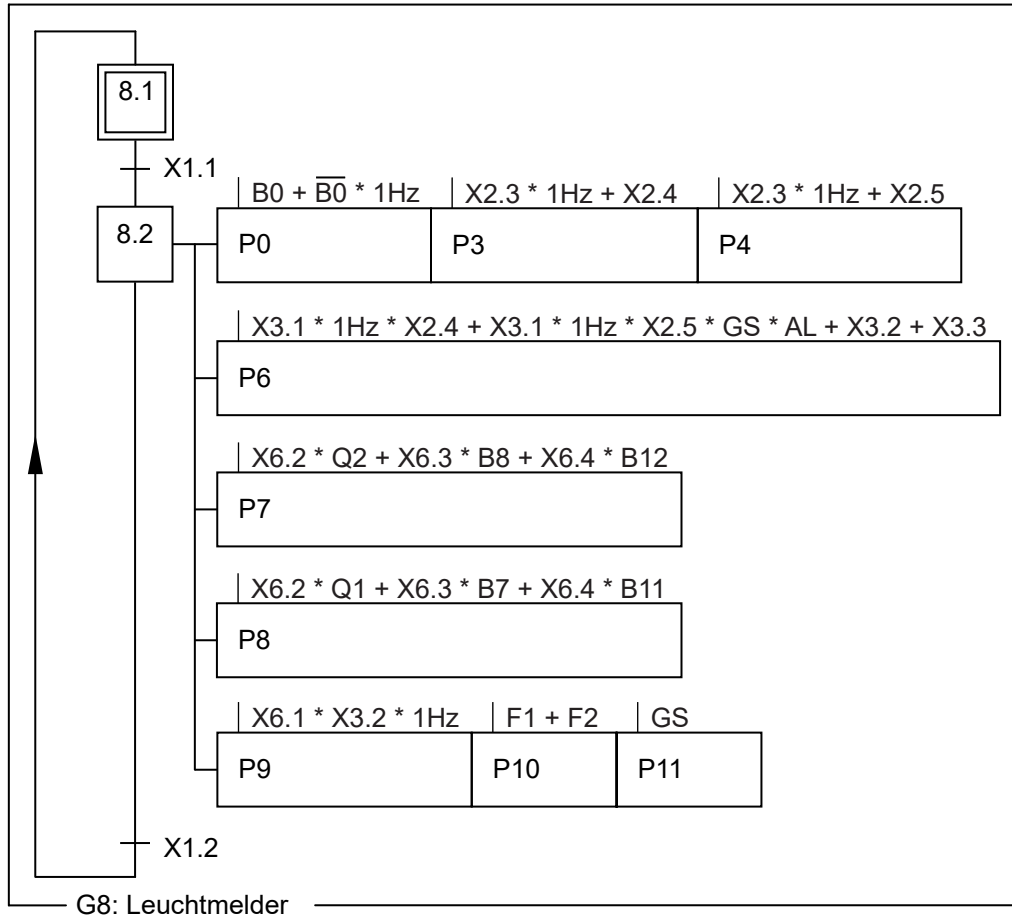 8.1
X1.1
B0 + B̅0̅ * 1Hz X2.3 * 1Hz + X2.4 X2.3 * 1Hz + X2.5
8.2 P0 P3 P4
X3.1 * 1Hz * X2.4 + X3.1 * 1Hz * X2.5 * GS * AL + X3.2 + X3.3
P6
X6.2 * Q2 + X6.3 * B8 + X6.4 * B12
P7
X6.2 * Q1 + X6.3 * B7 + X6.4 * B11
P8
X6.1 * X3.2 * 1Hz F1 + F2 GS
P9 P10 P11
X1.2
G8: Leuchtmelder